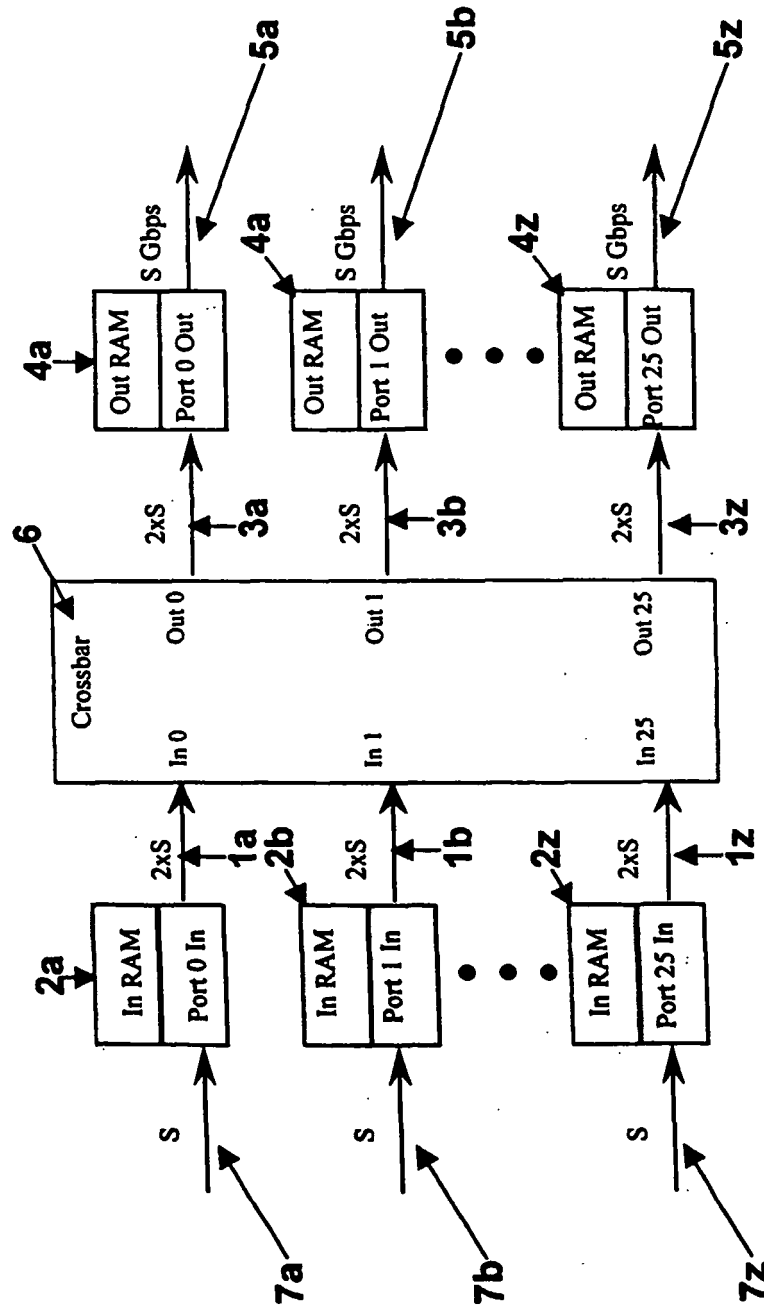 6
Crossbar
2a
In RAM
Port 0 In
S
7a
2xS
1a
In 0
Out 0
2xS
3a
4a
Out RAM
Port 0 Out
S Gbps
5a
2b
In RAM
Port 1 In
S
7b
2xS
1b
In 1
Out 1
2xS
3b
4a
Out RAM
Port 1 Out
S Gbps
5b
2z
In RAM
Port 25 In
S
7z
2xS
1z
In 25
Out 25
2xS
3z
4z
Out RAM
Port 25 Out
S Gbps
5z